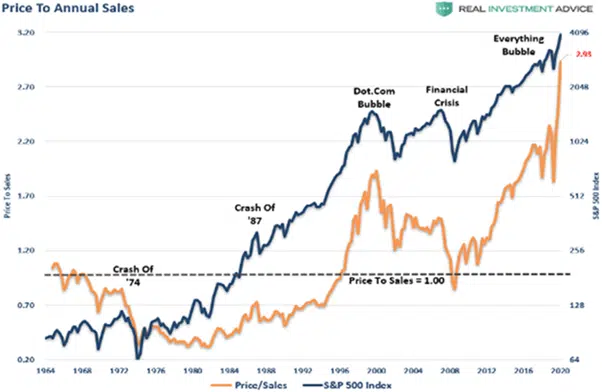 Price To Annual Sales
REAL INVESTMENT ADVICE
3.20
2.70
2.20
1.70
1.20
0.70
0.20
Price To Sales
4096
2.95
2048
1024
512
256
128
64
S&P 500 Index
Everything
Bubble
Dot.Com
Bubble
Financial
Crisis
Crash Of
'87
Crash Of
'74
Price To Sales = 1.00
1964 1968 1972 1976 1980 1984 1988 1992 1996 2000 2004 2008 2012 2016 2020
Price/Sales S&P 500 Index